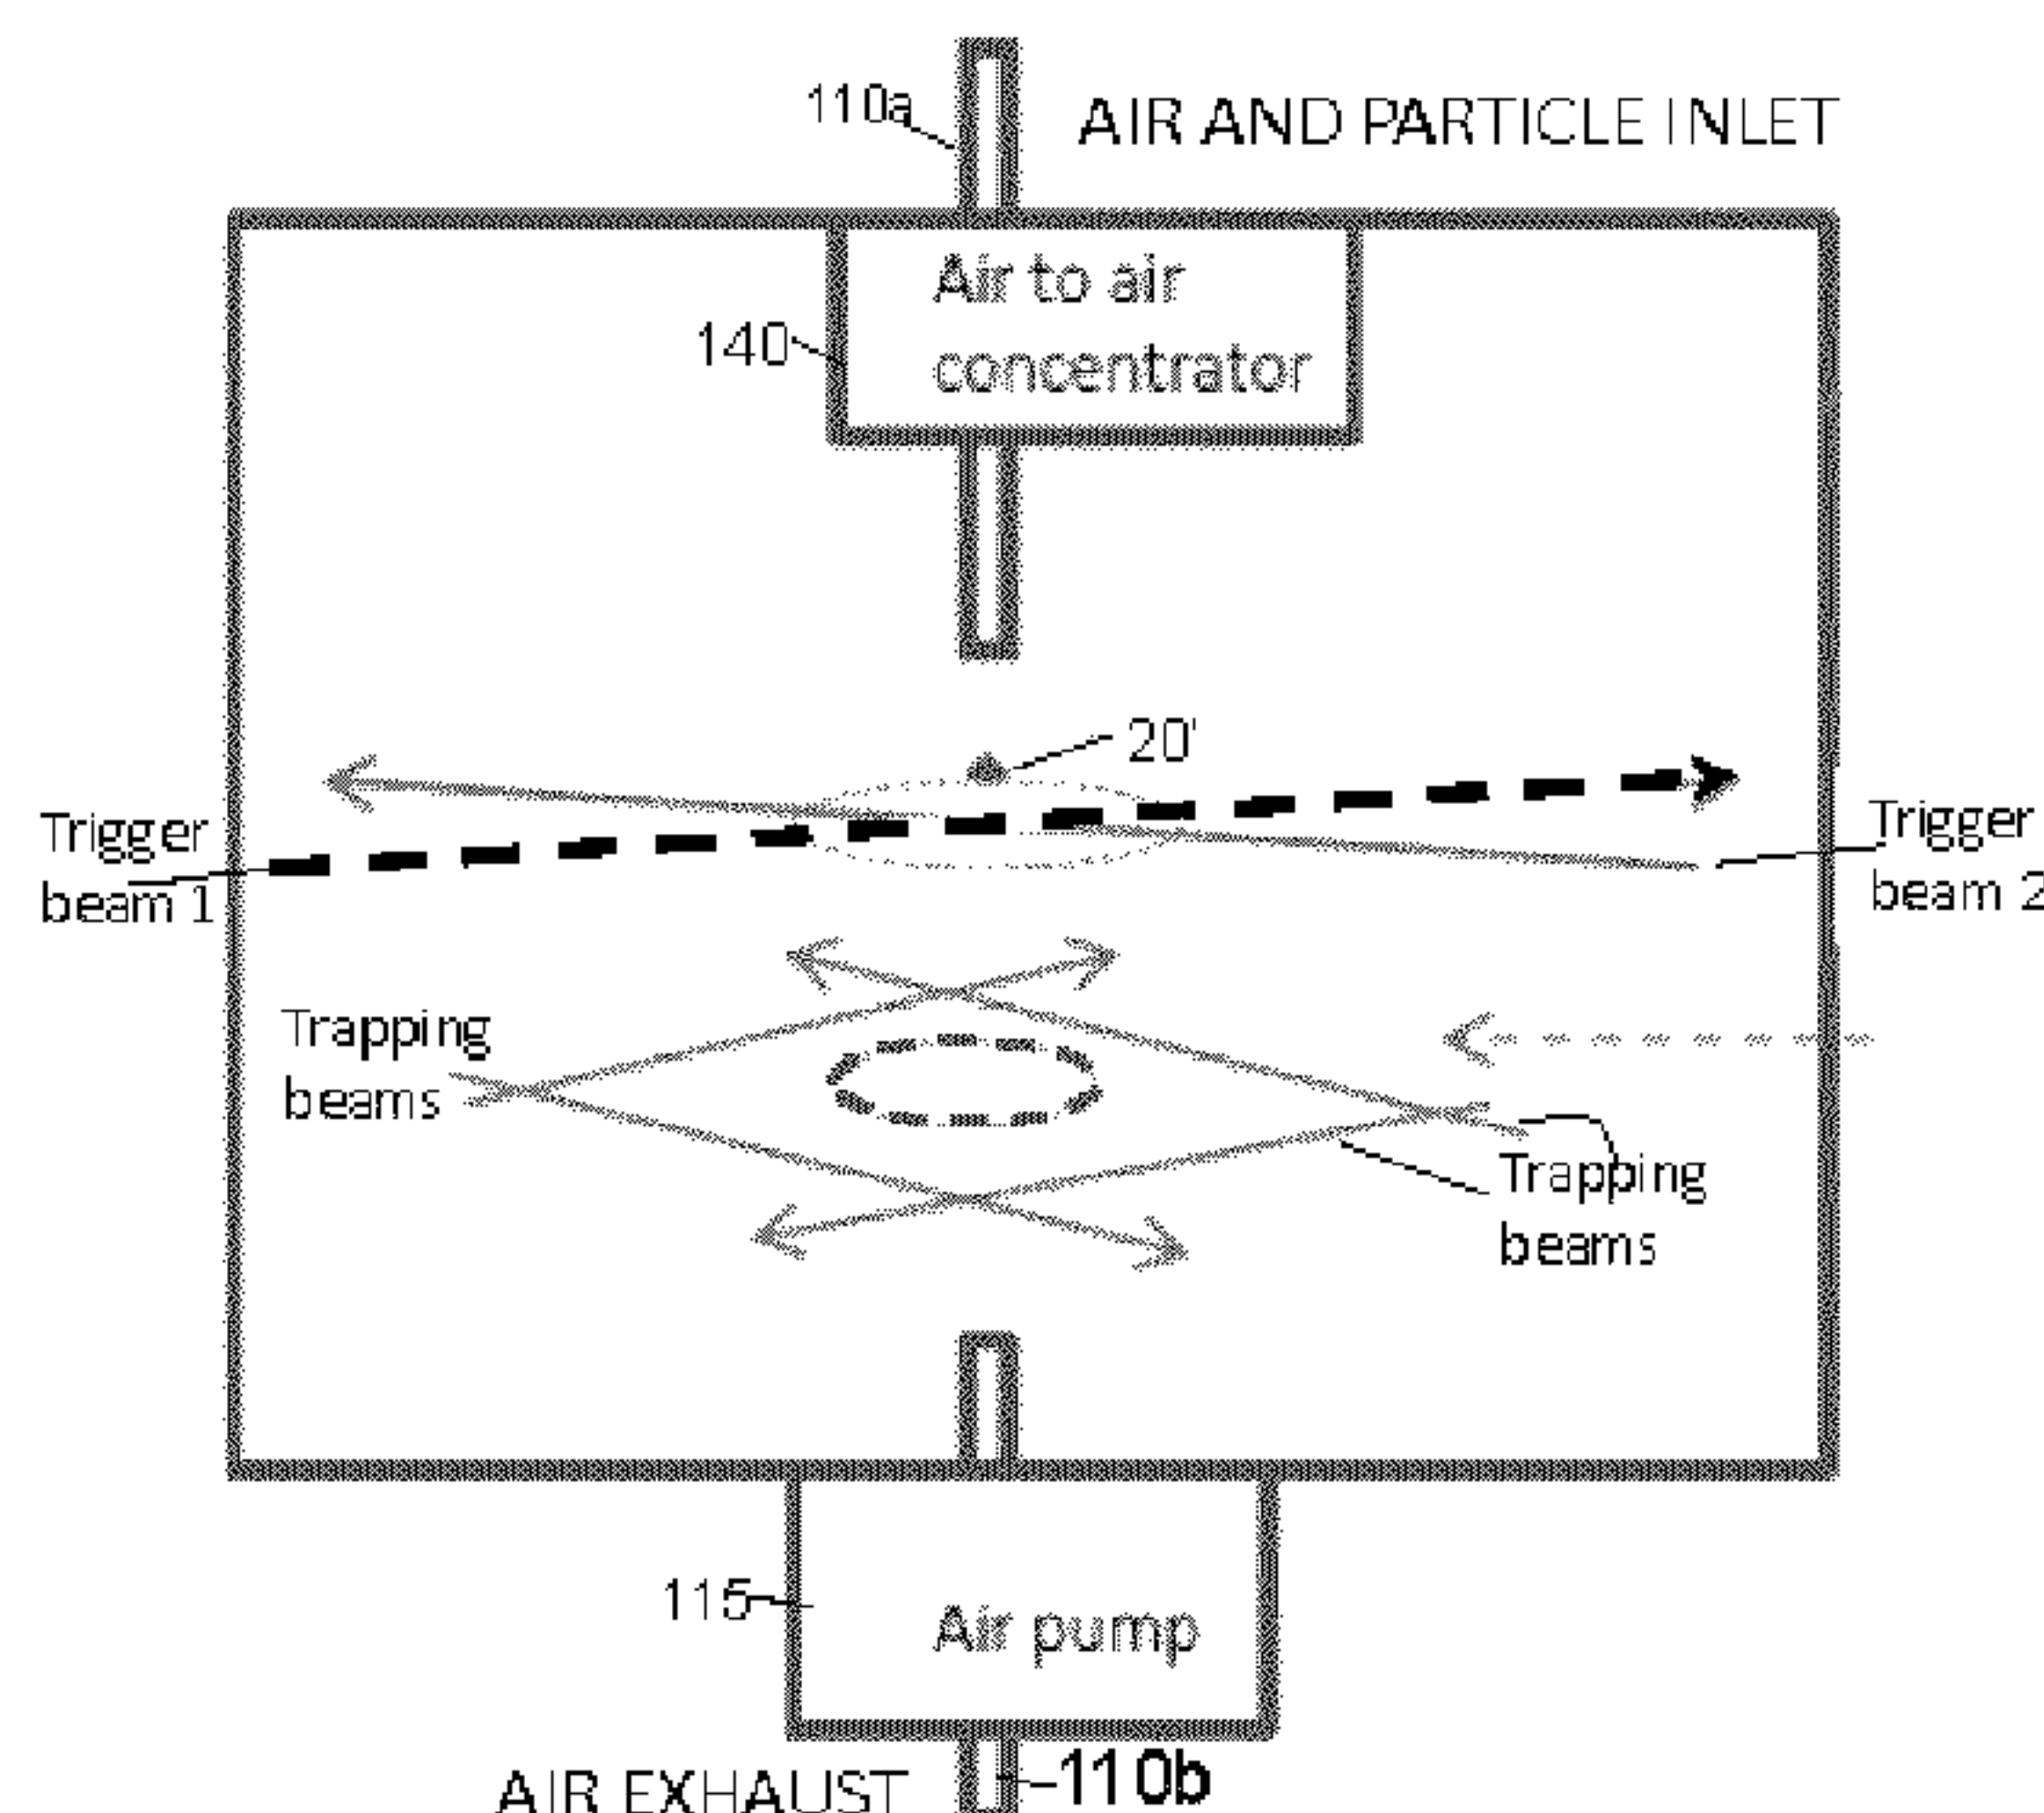 110a
AIR AND PARTICLE INLET
Air to air
concentrator
140
20'
Trigger
beam 1
Trigger
beam 2
Trapping
beams
Trapping
beams
115
Air pump
110b
AIR EXHAUST